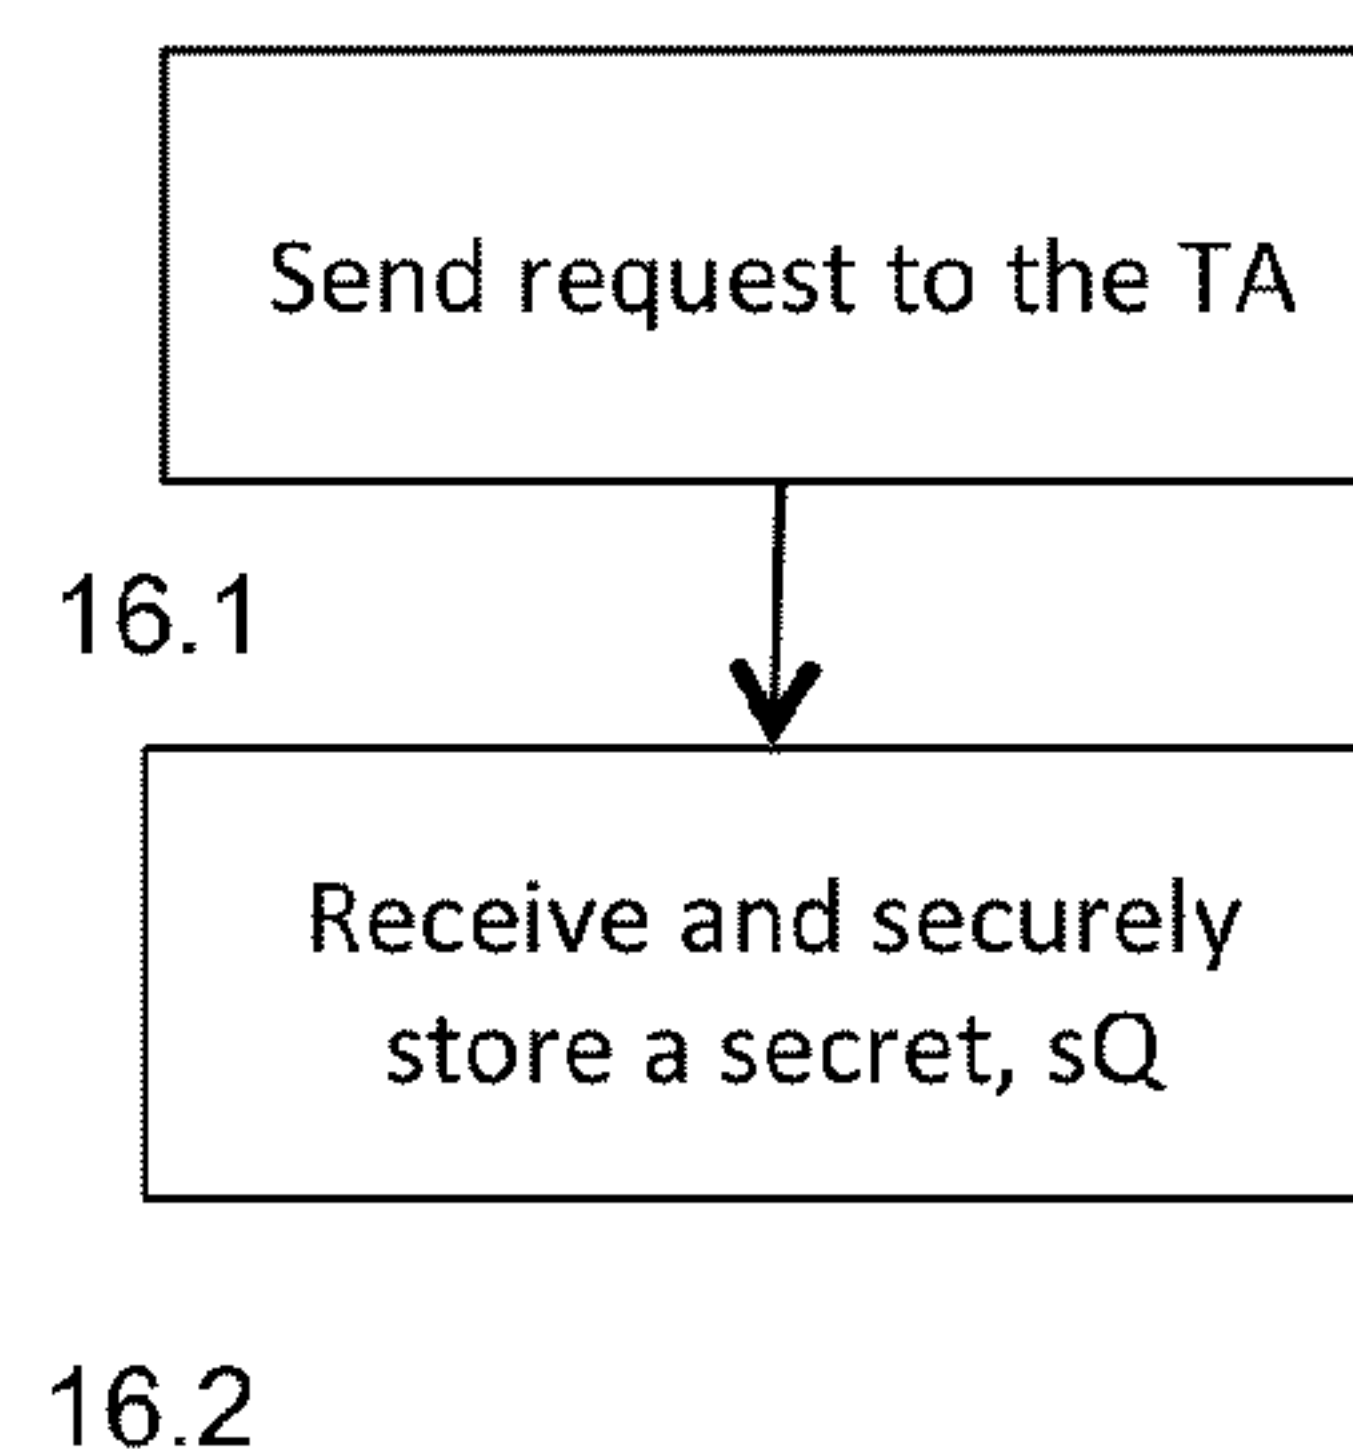 Send request to the TA
16.1
Receive and securely
store a secret, sQ
16.2